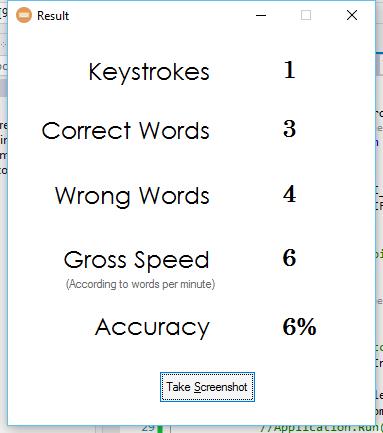 Result
Keystrokes 1
Correct Words 3
Wrong Words 4
Gross Speed 6
(According to words per minute)
Accuracy 6%
Take Screenshot
29 //Application.Run(